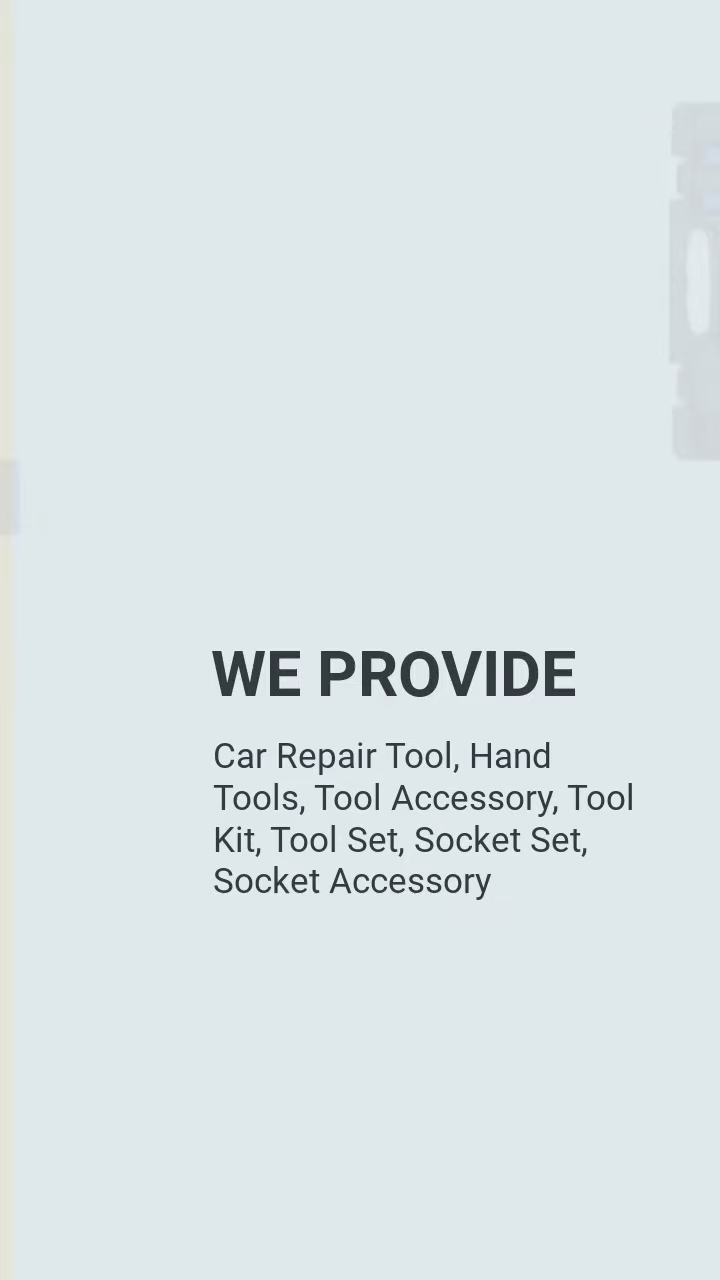 WE PROVIDE
Car Repair Tool, Hand
Tools, Tool Accessory, Tool
Kit, Tool Set, Socket Set,
Socket Accessory